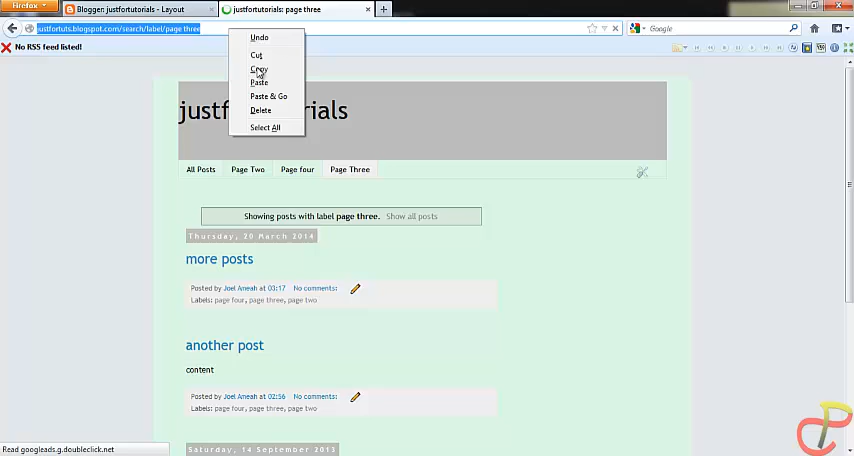 Firefox
Blogger: justfortutorials - Layout
justfortutorials: page three
justfortuts.blogspot.com/search/label/page three
No RSS feed listed!
Undo
Cut
Copy
Paste
Paste & Go
Delete
Select All
justf
torials
All Posts
Page Two
Page four
Page Three
Showing posts with label page three. Show all posts
Thursday, 20 March 2014
more posts
Posted by Joel Aneah at 03:17 No comments:
Labels: page four, page three, page two
another post
content
Posted by Joel Aneah at 02:56 No comments:
Labels: page four, page three, page two
Saturday, 14 September 2013
Read googleads.g.doubleclick.net